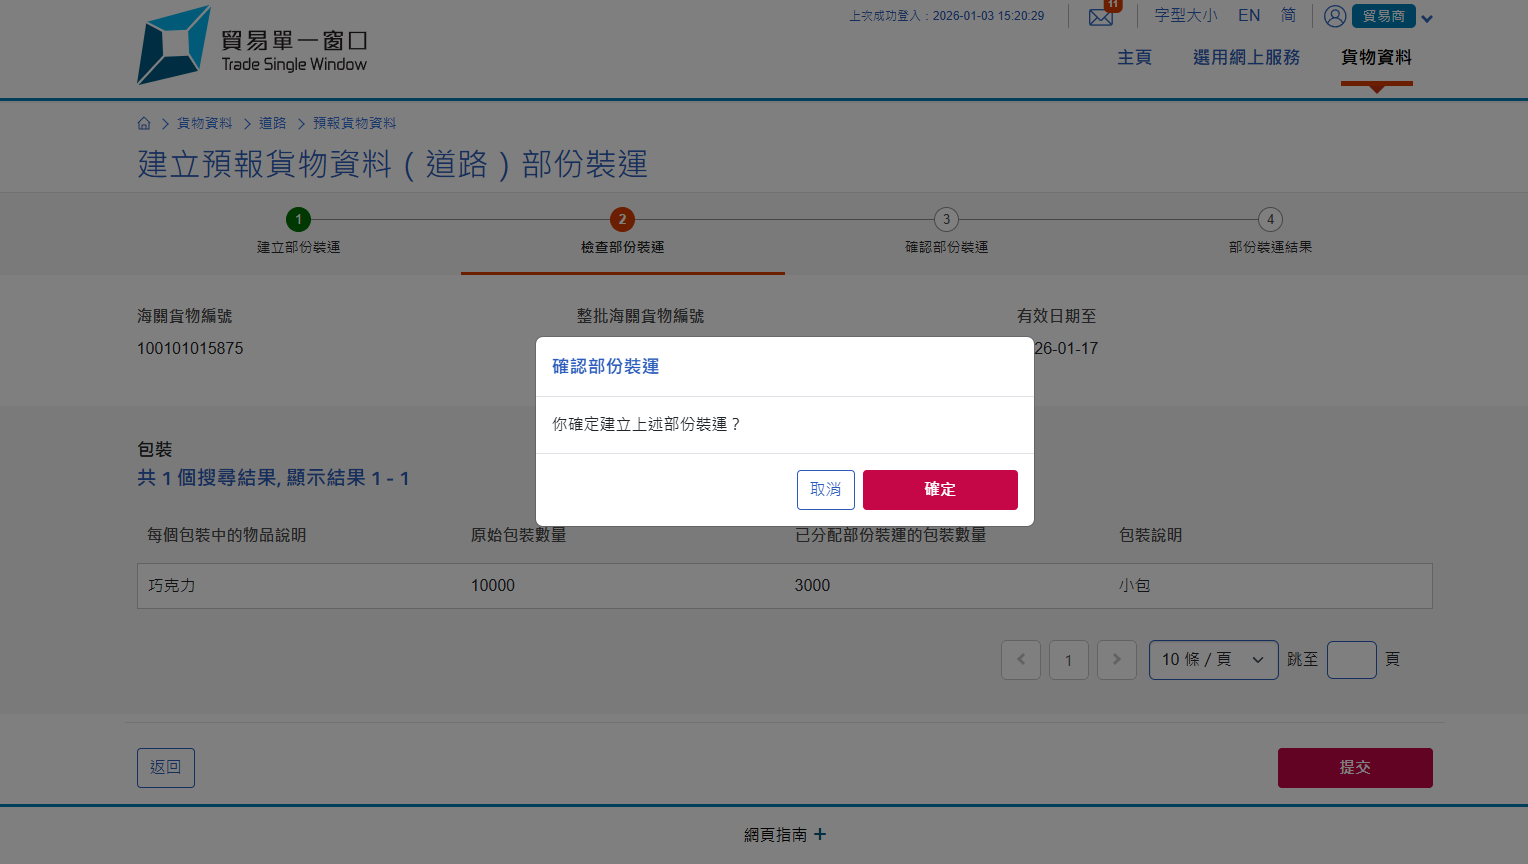 上次成功登入：2026-01-03 15:20:29
11
字型大小
EN
简
貿易商
貿易單一窗口
Trade Single Window
主頁
選用網上服務
貨物資料
貨物資料
道路
預報貨物資料
建立預報貨物資料 ( 道路 ) 部份裝運
1
2
3
4
建立部份裝運
檢查部份裝運
確認部份裝運
部份裝運結果
海關貨物編號
整批海關貨物編號
有效日期至
100101015875
26-01-17
確認部份裝運
你確定建立上述部份裝運？
取消
確定
包裝
共 1 個搜尋結果, 顯示結果 1 - 1
每個包裝中的物品說明
原始包裝數量
已分配部份裝運的包裝數量
包裝說明
巧克力
10000
3000
小包
1
10 條 / 頁
跳至
頁
返回
提交
網頁指南 +